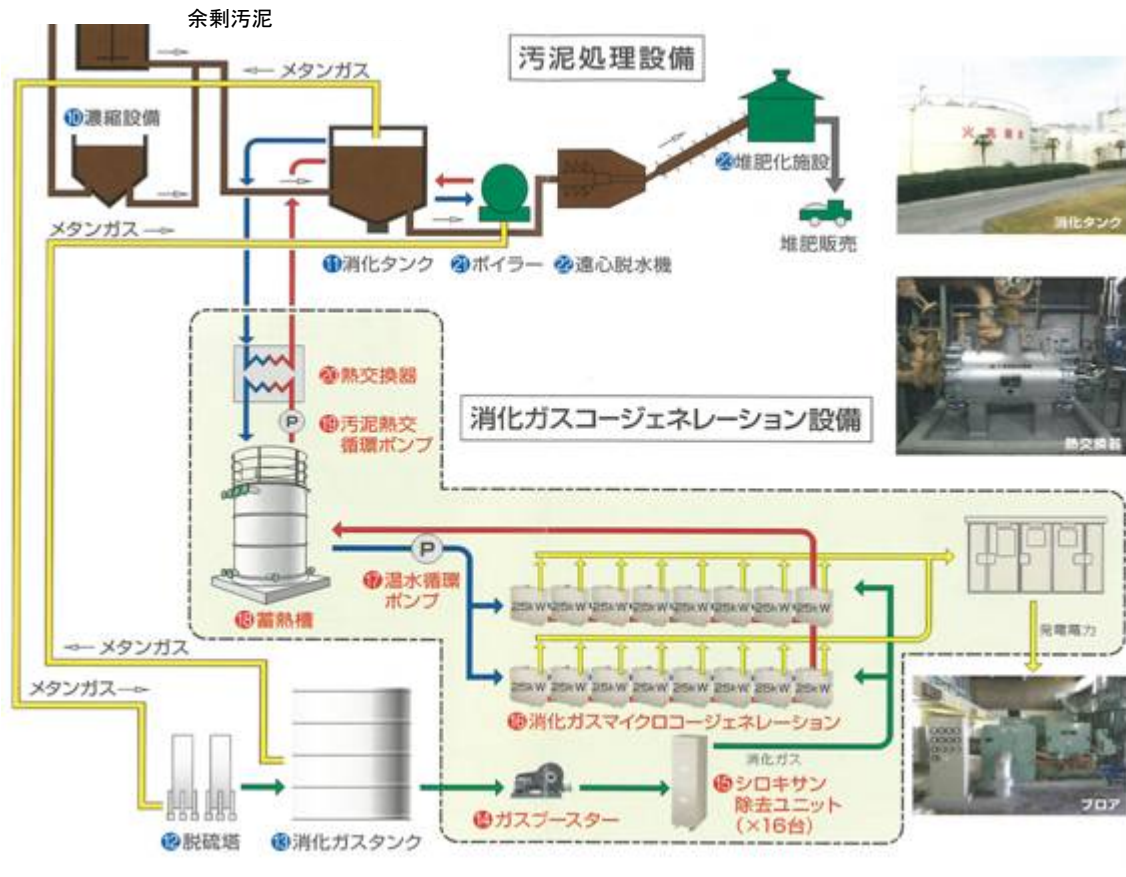 余剰汚泥
メタンガス
汚泥処理設備
⑩濃縮設備
㉓堆肥化施設
消化タンク
メタンガス
堆肥販売
⑪消化タンク
㉑ボイラー
㉒遠心脱水機
⑳熱交換器
P
⑲汚泥熱交
循環ポンプ
消化ガスコージェネレーション設備
熱交換器
P
⑰温水循環
ポンプ
25kW 25kW 25kW 25kW 25kW 25kW 25kW 25kW
⑱蓄熱槽
発電電力
メタンガス
メタンガス
25kW 25kW 25kW 25kW 25kW 25kW 25kW 25kW
⑯消化ガスマイクロコージェネレーション
消化ガス
⑮シロキサン
除去ユニット
(×16台)
⑭ガスブースター
ブロア
⑫脱硫塔
⑬消化ガスタンク